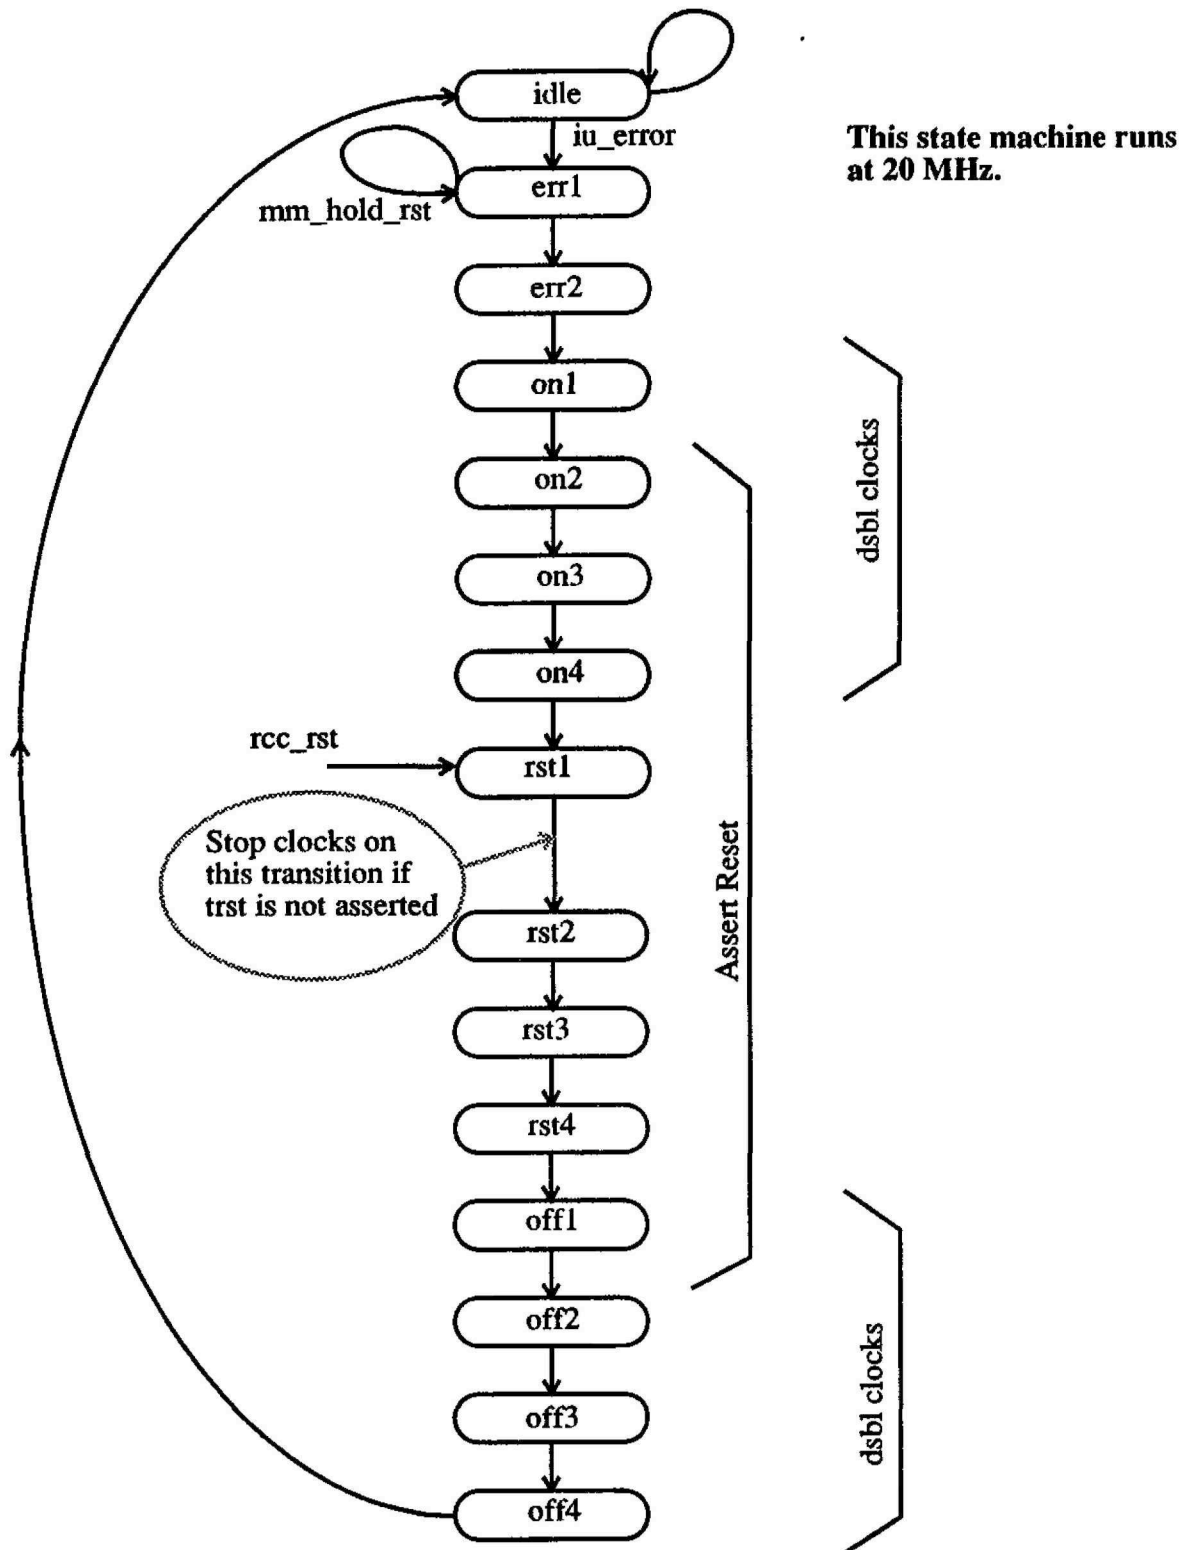 idle
iu_error
This state machine runs
at 20 MHz.
err1
mm_hold_rst
err2
on1
on2
dsbl clocks
on3
on4
rcc_rst
rst1
Stop clocks on
this transition if
trst is not asserted
Assert Reset
rst2
rst3
rst4
off1
off2
off3
dsbl clocks
off4